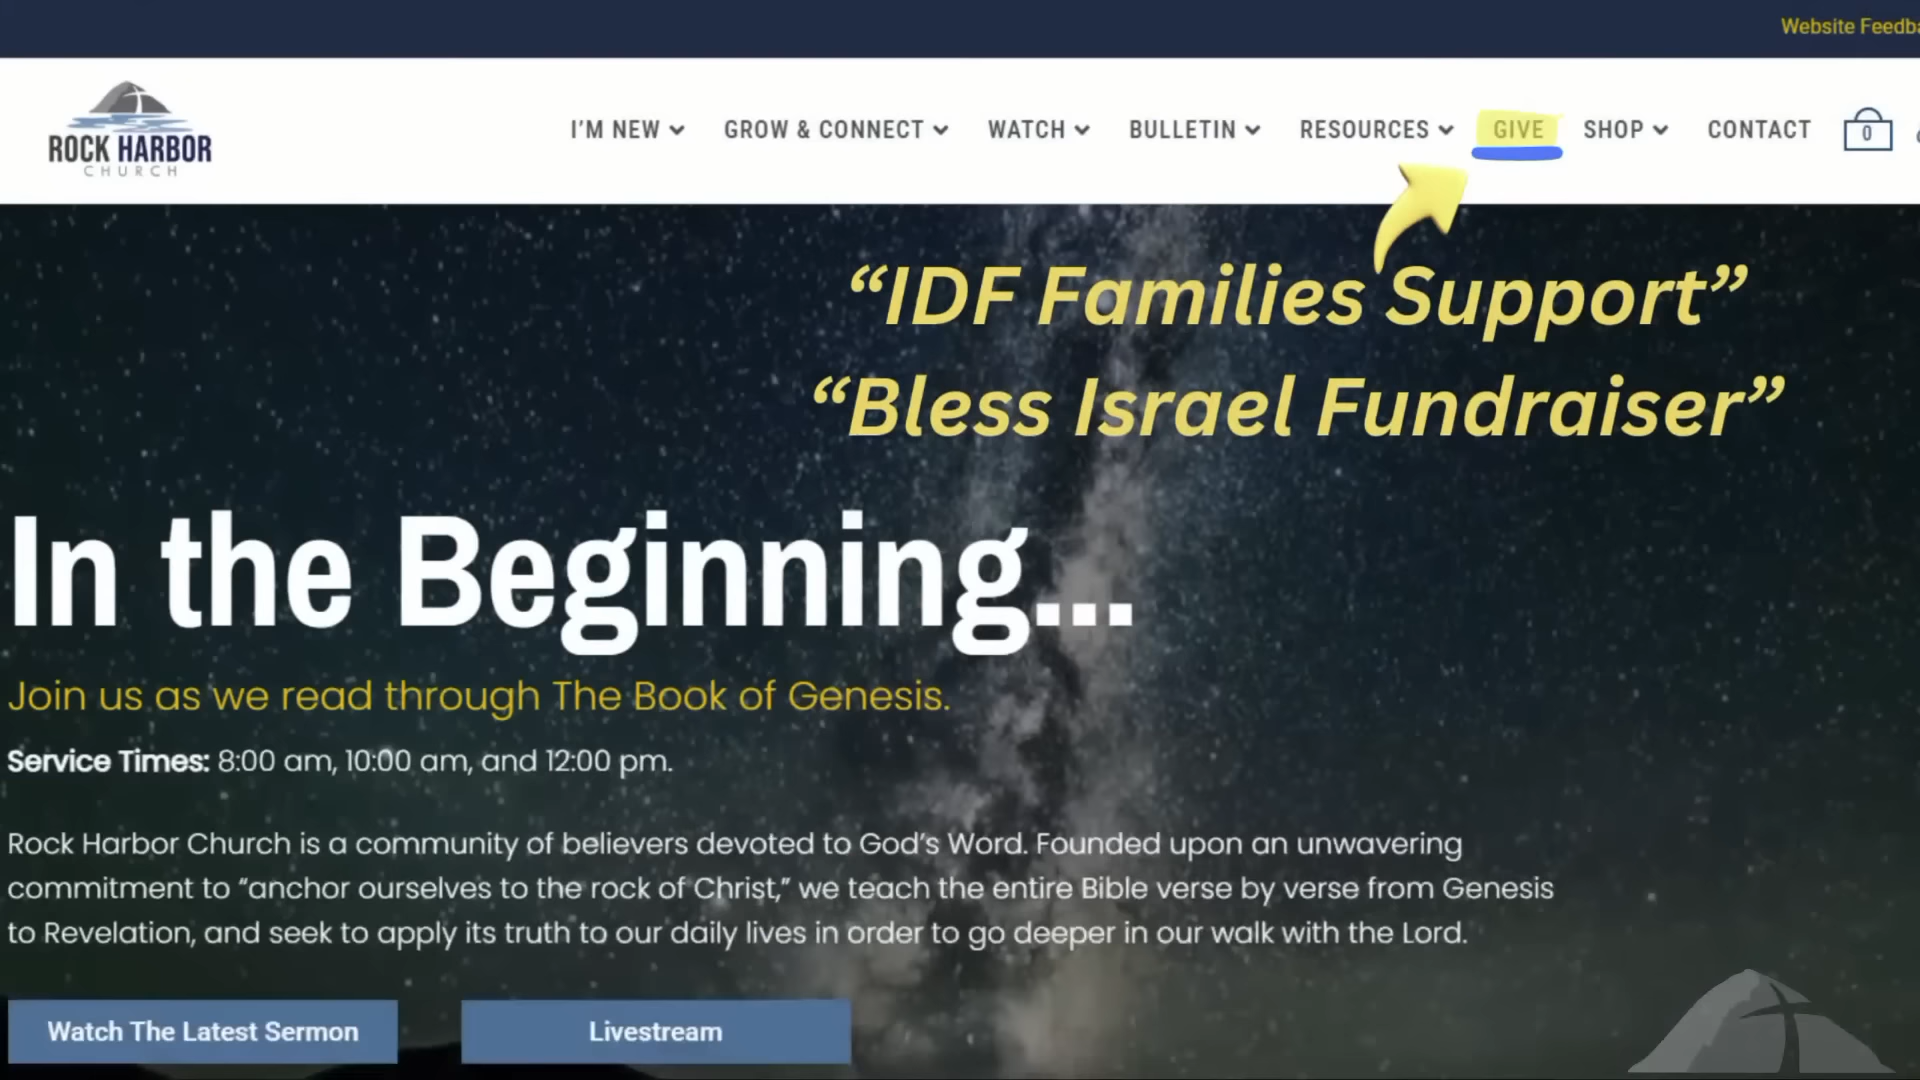 Website Feedba
ROCK HARBOR
CHURCH
I'M NEW
GROW & CONNECT
WATCH
BULLETIN
RESOURCES
GIVE
SHOP
CONTACT
0
“IDF Families Support”
“Bless Israel Fundraiser”
In the Beginning...
Join us as we read through The Book of Genesis.
Service Times: 8:00 am, 10:00 am, and 12:00 pm.
Rock Harbor Church is a community of believers devoted to God's Word. Founded upon an unwavering
commitment to “anchor ourselves to the rock of Christ,” we teach the entire Bible verse by verse from Genesis
to Revelation, and seek to apply its truth to our daily lives in order to go deeper in our walk with the Lord.
Watch The Latest Sermon
Livestream